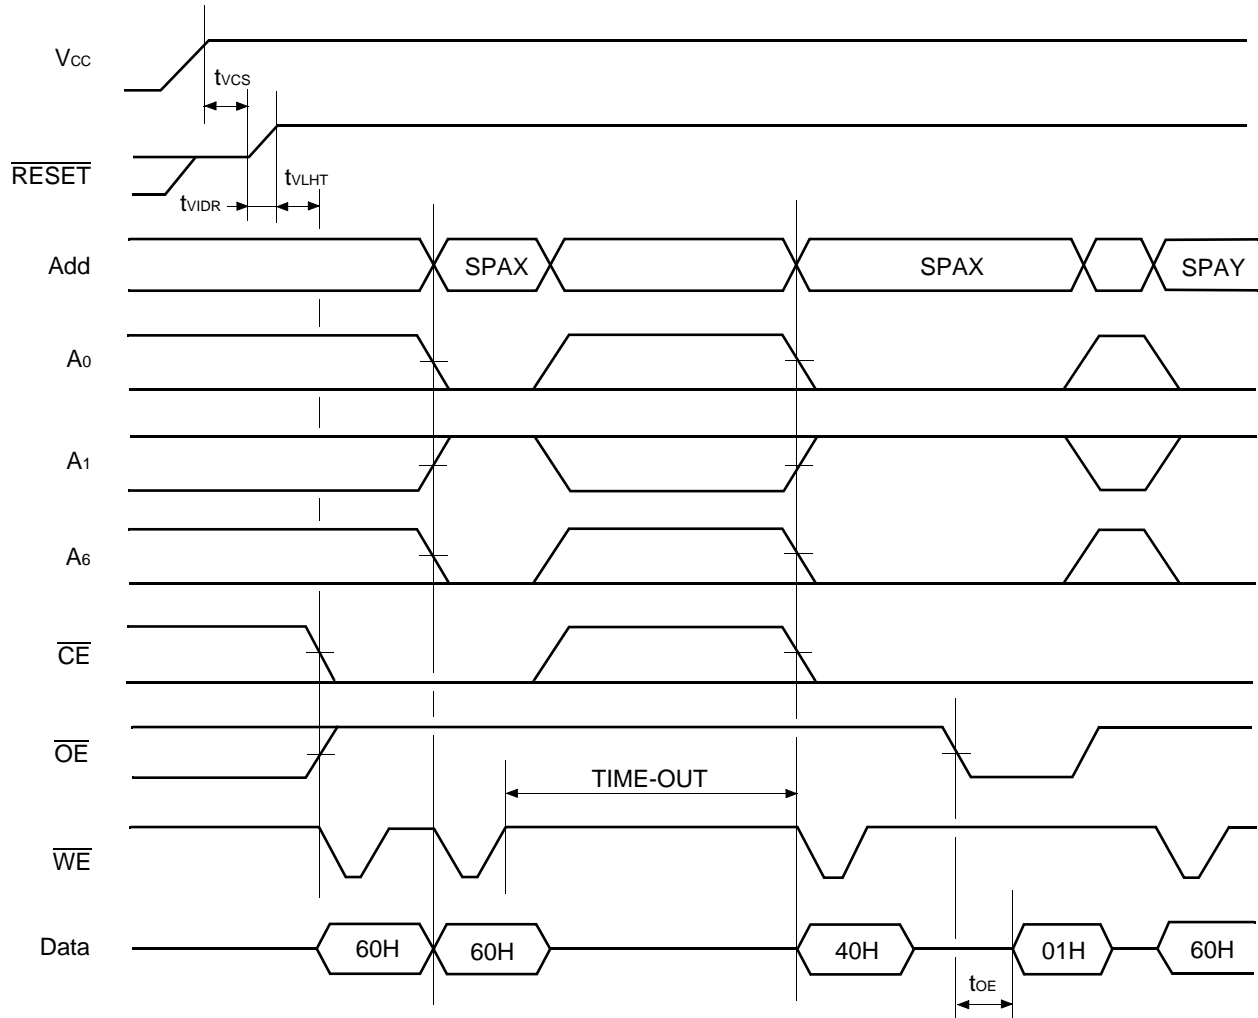 VCC
tVCS
RESET
tVLHT
tVIDR
Add SPAX SPAX SPAY
A0
A1
A6
CE
OE
TIME-OUT
WE
Data 60H 60H 40H 01H 60H
tOE